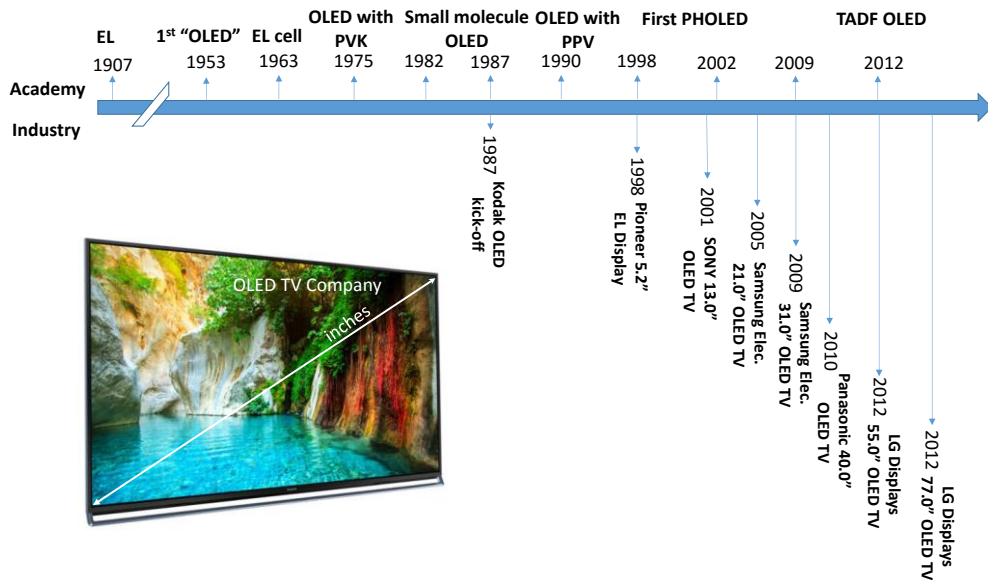 OLED with Small molecule OLED with First PHOLED TADF OLED
EL 1st “OLED” EL cell PVK OLED PPV
1907 1953 1963 1975 1982 1987 1990 1998 2002 2009 2012
Academy
Industry
1987 Kodak OLED
kick-off
1998 Pioneer 5.2”
EL Display
2001 SONY 13.0”
OLED TV
2005 Samsung Elec.
21.0” OLED TV
2009 Samsung Elec.
31.0” OLED TV
2010 Panasonic 40.0”
OLED TV
2012 LG Displays
55.0” OLED TV
2012 LG Displays
77.0” OLED TV
OLED TV Company
inches